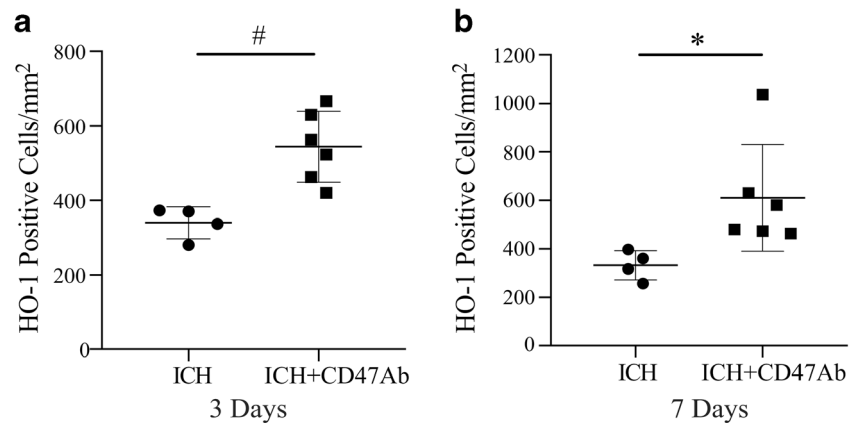 a
#
HO-1 Positive Cells/mm²
800
600
400
200
0
ICH
ICH+CD47Ab
3 Days
b
*
HO-1 Positive Cells/mm²
1200
1000
800
600
400
200
0
ICH
ICH+CD47Ab
7 Days